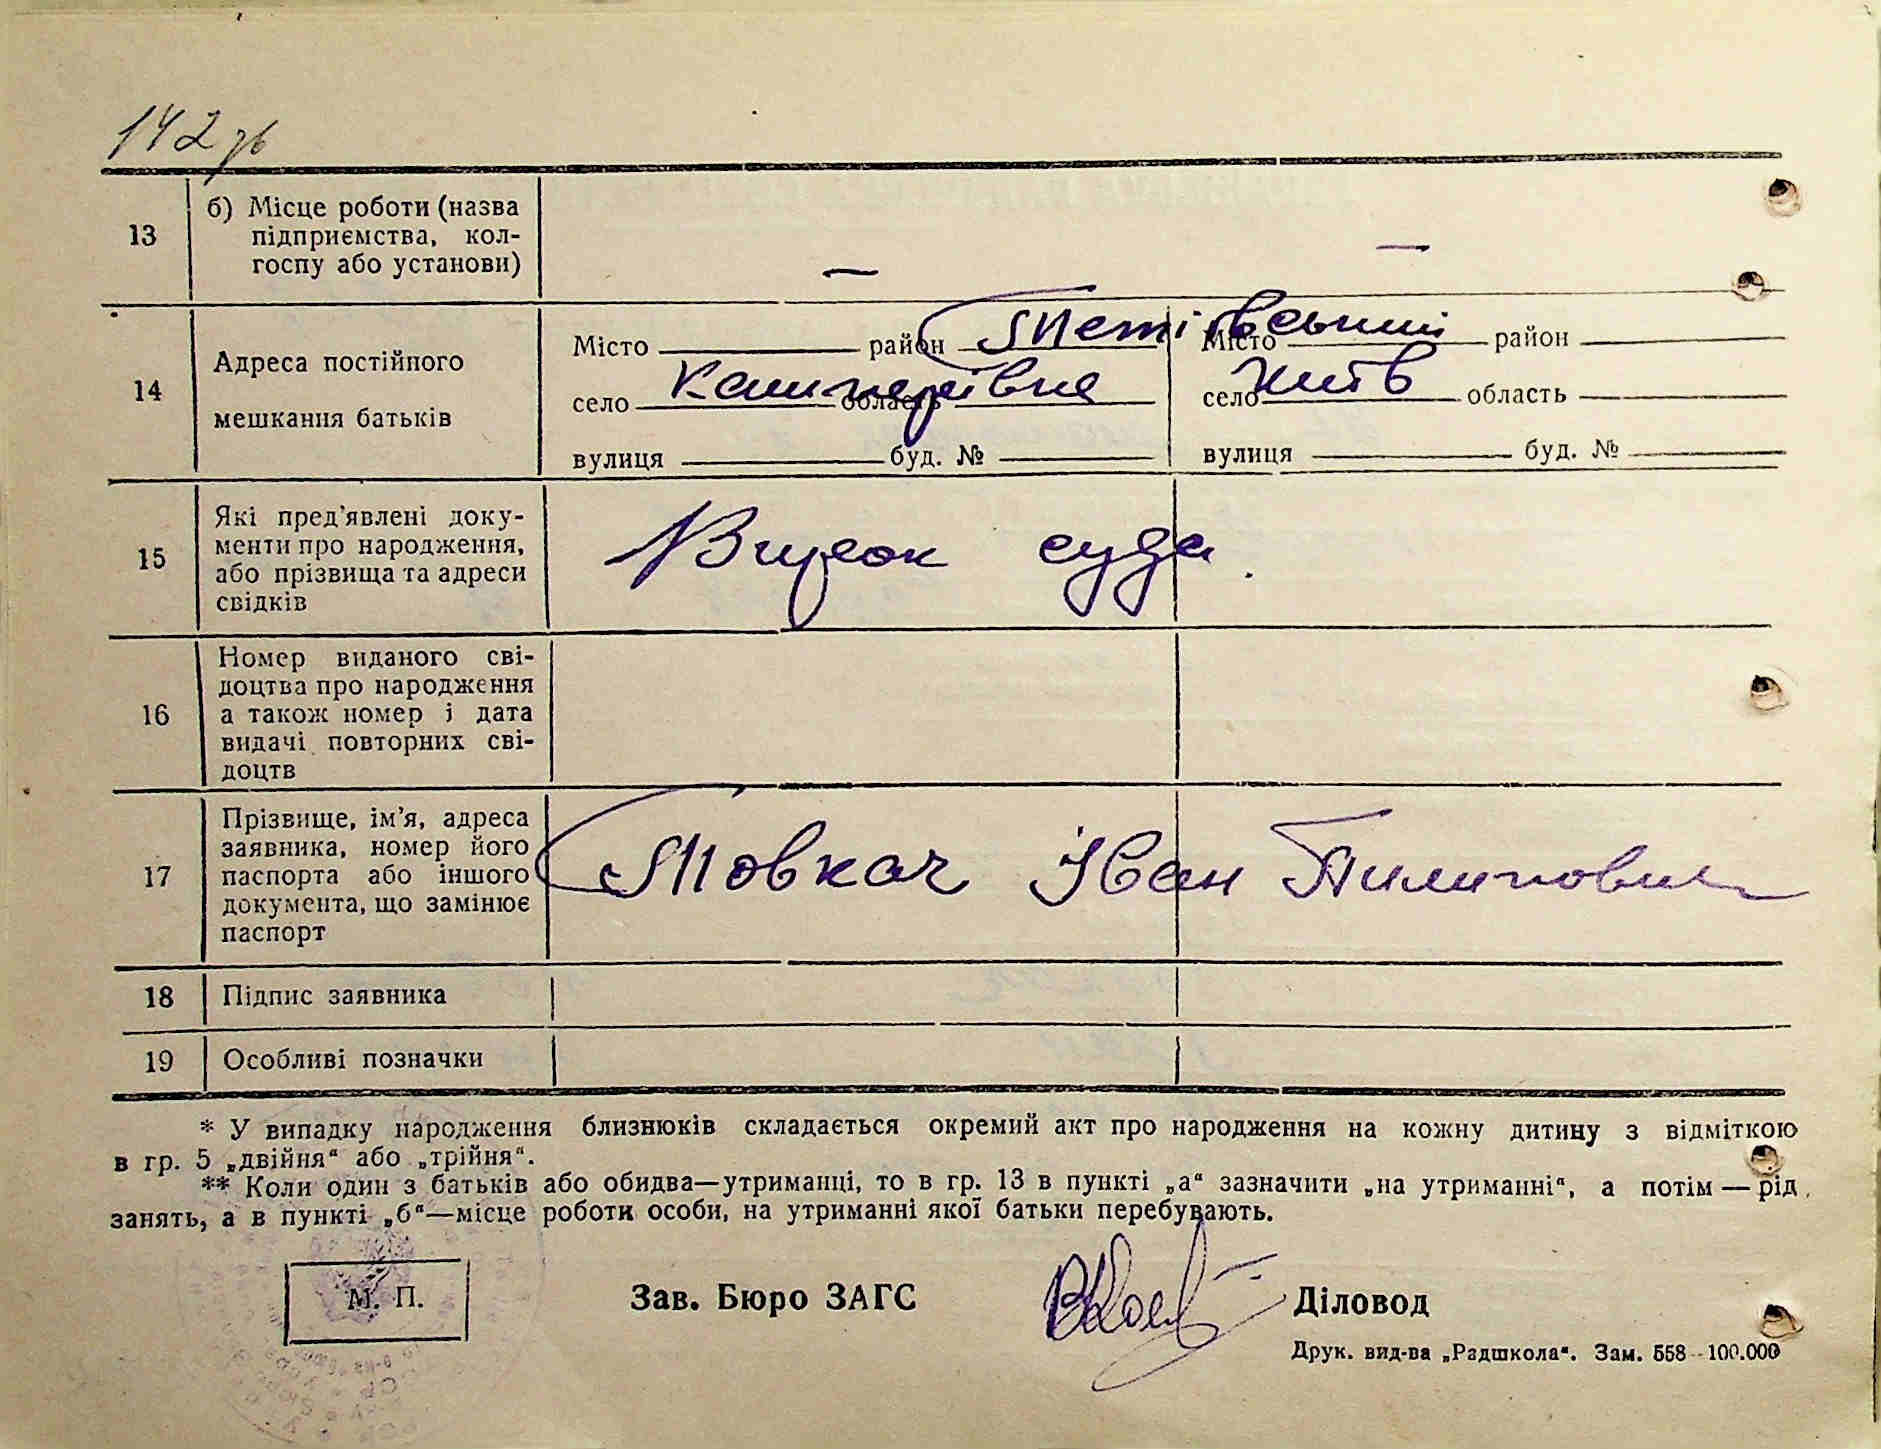 142 зв
13
б) Місце роботи (назва
підприємства, кол-
госпу або установи)
— —
14
Адреса постійного
мешкання батьків
Місто район Тетіївський Місто район
село Кашперівка область село Київ область
вулиця буд. № вулиця буд. №
15
Які пред'явлені доку-
менти про народження,
або прізвища та адреси
свідків
Вирок суда.
16
Номер виданого сві-
доцтва про народження
а також номер і дата
видачі повторних сві-
доцтв
17
Прізвище, ім'я, адреса
заявника, номер його
паспорта або іншого
документа, що замінює
паспорт
Товкач Іван Пилипович
18 Підпис заявника
19 Особливі позначки
* У випадку народження близнюків складається окремий акт про народження на кожну дитину з відміткою
в гр. 5 „двійня“ або „трійня“.
** Коли один з батьків або обидва—утриманці, то в гр. 13 в пункті „а“ зазначити „на утриманні“, а потім — рід
занять, а в пункті „б“—місце роботи особи, на утриманні якої батьки перебувають.
М. П. Зав. Бюро ЗАГС Діловод
Друк. вид-ва „Радшкола“. Зам. 558—100.000